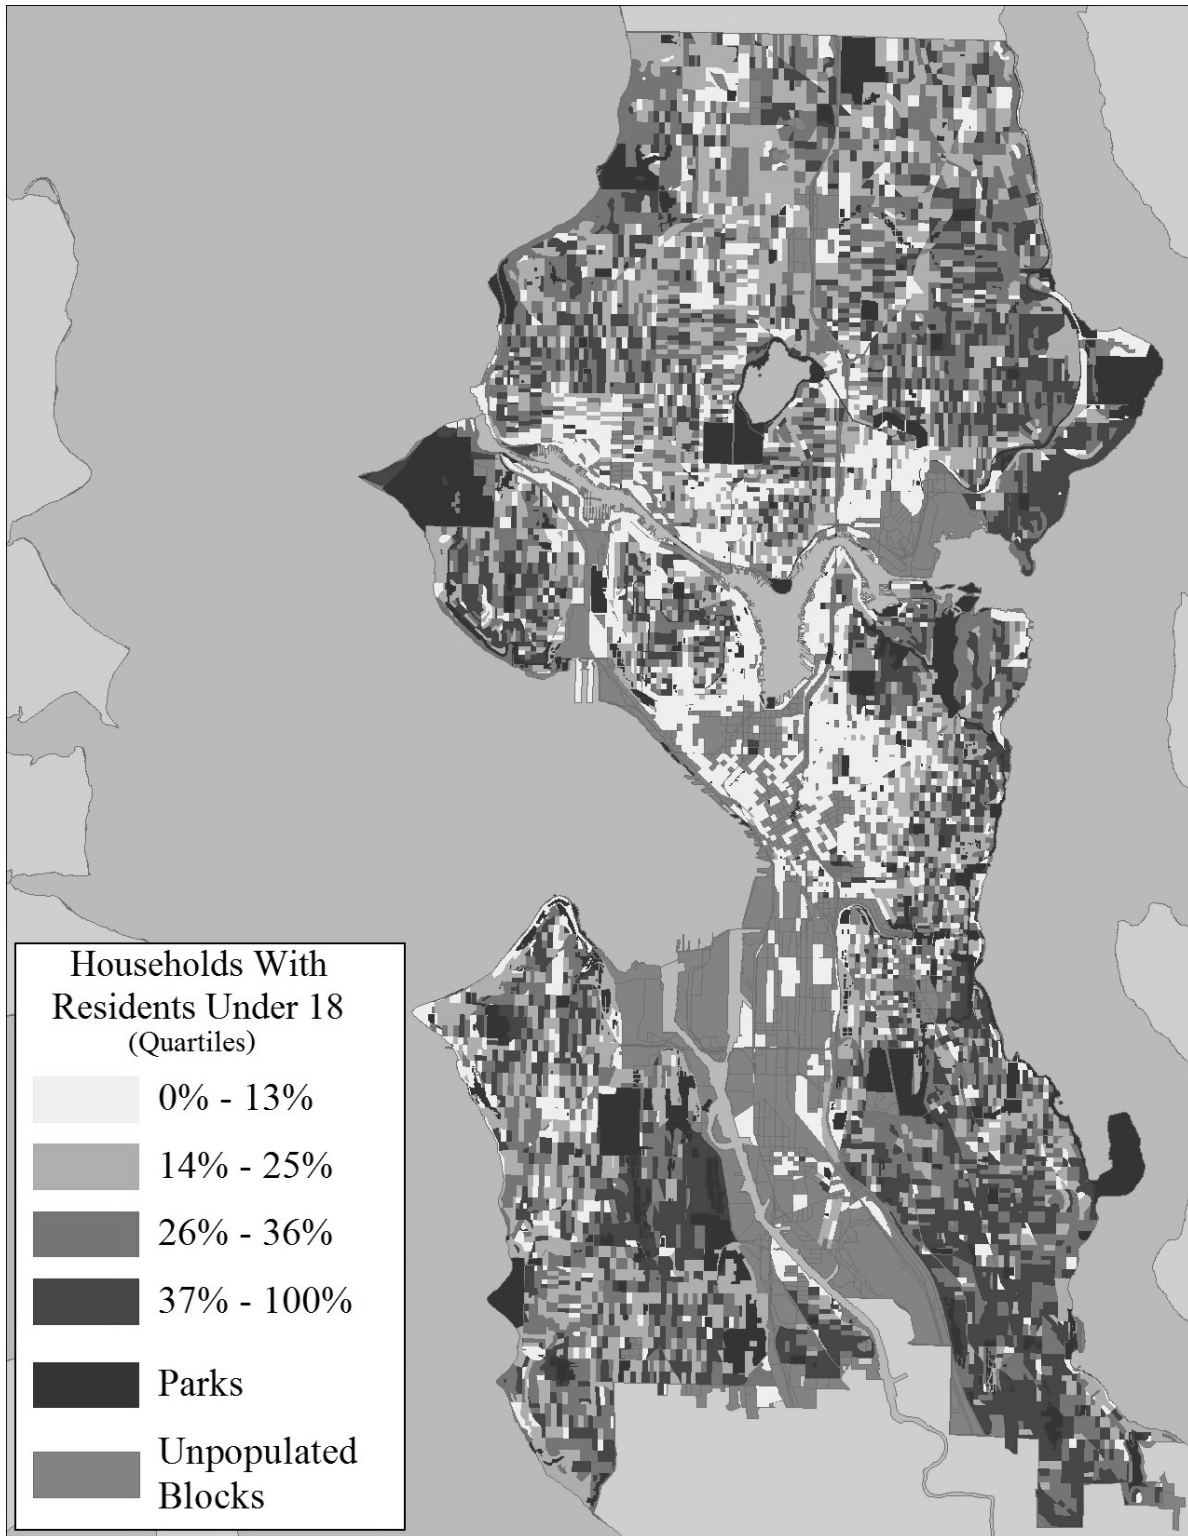 Households With
Residents Under 18
(Quartiles)
0% - 13%
14% - 25%
26% - 36%
37% - 100%
Parks
Unpopulated
Blocks